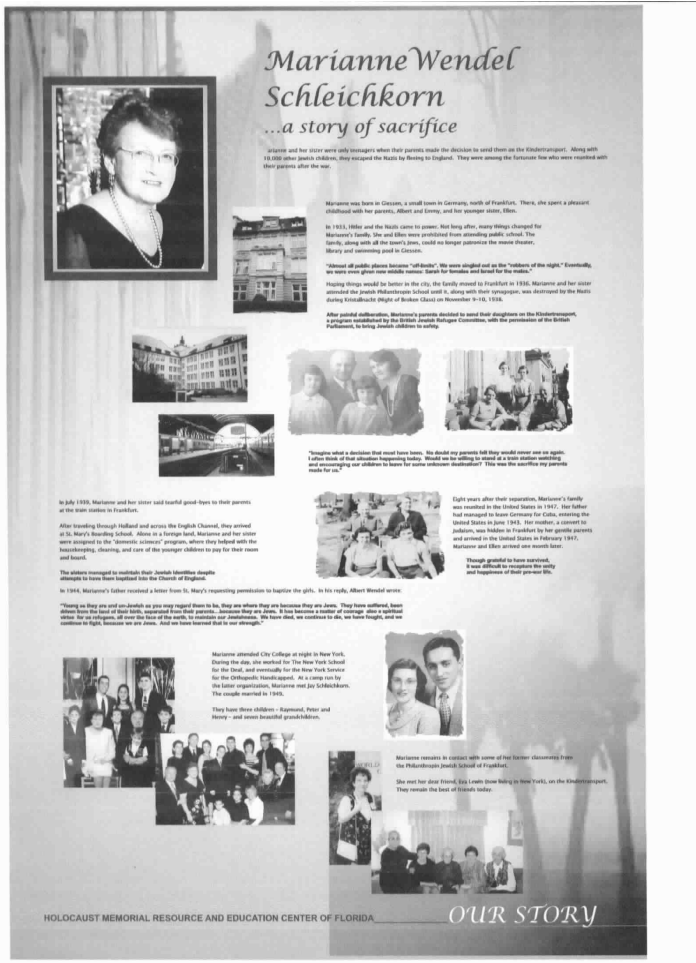 Marianne Wendel
Schleichkorn
...a story of sacrifice
arianne and her sister were only teenagers when their parents made the decision to send them on the Kindertransport. Along with
10,000 other Jewish children, they escaped the Nazis by fleeing to England. They were among the fortunate few who were reunited with
their parents after the war.
Marianne was born in Giessen, a small town in Germany, north of Frankfurt. There, she spent a pleasant
childhood with her parents, Albert and Emmy, and her younger sister, Ellen.
In 1933, Hitler and the Nazis came to power. Not long after, many things changed for
Marianne's family. She and Ellen were prohibited from attending public school. The
family, along with all the town's Jews, could no longer patronize the movie theater,
library and swimming pool in Giessen.
"Almost all public places became "off-limits". We were singled out as the "robbers of the night." Eventually,
we were even given new middle names: Sarah for females and Israel for the males."
Hoping things would be better in the city, the family moved to Frankfurt in 1936. Marianne and her sister
attended the Jewish Philanthropin School until it, along with their synagogue, was destroyed by the Nazis
during Kristallnacht (Night of Broken Glass) on November 9-10, 1938.
After painful deliberation, Marianne's parents decided to send their daughters on the Kindertransport,
a program established by the British Jewish Refugee Committee, with the permission of the British
Parliament, to bring Jewish children to safety.
"Imagine what a decision that must have been. No doubt my parents felt they would never see us again.
I often think of that situation happening today. Would we be willing to stand at a train station watching
and encouraging our children to leave for some unknown destination? This was the sacrifice my parents
made for us."
In July 1939, Marianne and her sister said tearful good-byes to their parents
at the train station in Frankfurt.
After traveling through Holland and across the English Channel, they arrived
at St. Mary's Boarding School. Alone in a foreign land, Marianne and her sister
were assigned to the "domestic sciences" program, where they helped with the
housekeeping, cleaning, and care of the younger children to pay for their room
and board.
The sisters managed to maintain their Jewish identities despite
attempts to have them baptized into the Church of England.
Eight years after their separation, Marianne's family
was reunited in the United States in 1947. Her father
had managed to leave Germany for Cuba, entering the
United States in June 1943. Her mother, a convert to
Judaism, was hidden in Frankfurt by her gentile parents
and arrived in the United States in February 1947.
Marianne and Ellen arrived one month later.
Though grateful to have survived,
it was difficult to recapture the unity
and happiness of their pre-war life.
In 1944, Marianne's father received a letter from St. Mary's requesting permission to baptize the girls. In his reply, Albert Wendel wrote:
"Young as they are and un-Jewish as you may regard them to be, they are where they are because they are Jews. They have suffered, been
driven from the land of their birth, separated from their parents...because they are Jews. It has become a matter of courage also a spiritual
virtue for us refugees, all over the face of the earth, to maintain our Jewishness. We have died, we continue to die, we have fought, and we
continue to fight, because we are Jews. And we have learned that is our strength."
Marianne attended City College at night in New York.
During the day, she worked for The New York School
for the Deaf, and eventually for the New York Service
for the Orthopedic Handicapped. At a camp run by
the latter organization, Marianne met Jay Schleichkorn.
The couple married in 1949.
They have three children - Raymond, Peter and
Henry - and seven beautiful grandchildren.
Marianne remains in contact with some of her former classmates from
the Philanthropin Jewish School of Frankfurt.
She met her dear friend, Eva Lewin (now living in New York), on the Kindertransport.
They remain the best of friends today.
HOLOCAUST MEMORIAL RESOURCE AND EDUCATION CENTER OF FLORIDA
OUR STORY